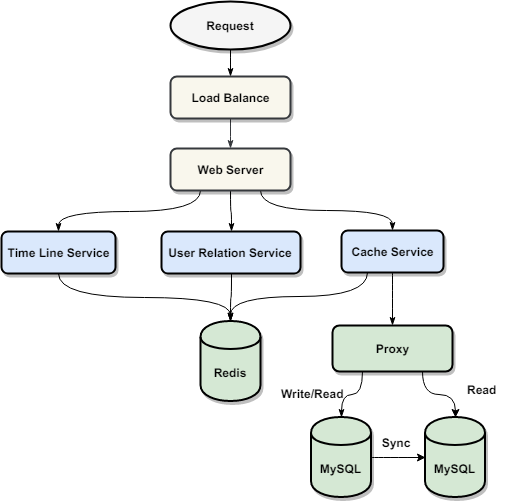 Request
Load Balance
Web Server
Time Line Service
User Relation Service
Cache Service
Redis
Proxy
Write/Read
Read
MySQL
Sync
MySQL